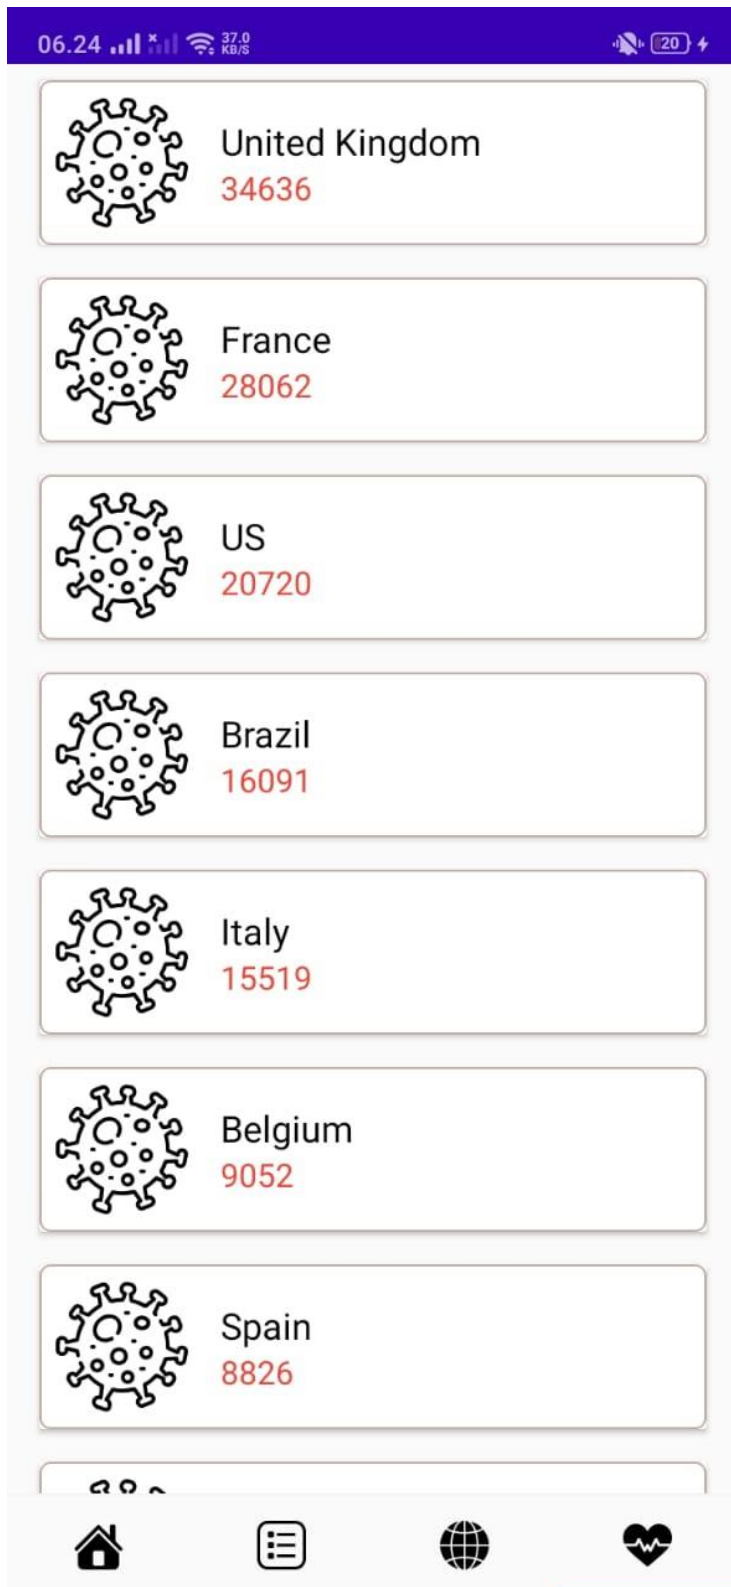 06.24 37.0 KB/S 20
United Kingdom
34636
France
28062
US
20720
Brazil
16091
Italy
15519
Belgium
9052
Spain
8826